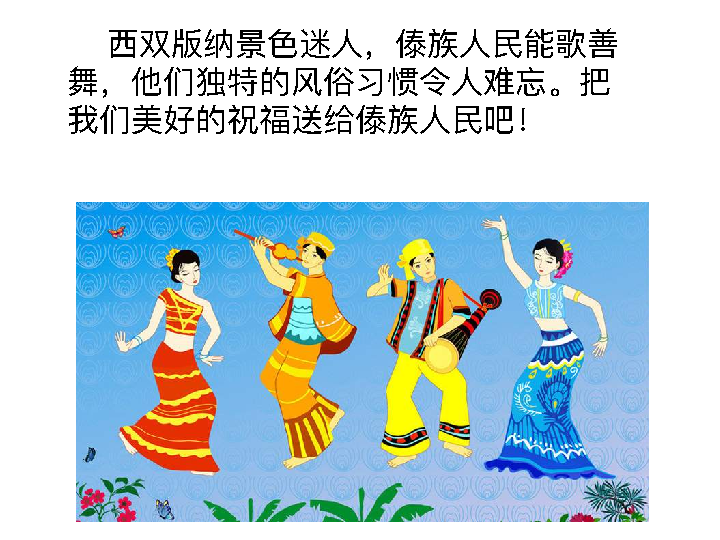 西双版纳景色迷人，傣族人民能歌善
舞，他们独特的风俗习惯令人难忘。把
我们美好的祝福送给傣族人民吧！